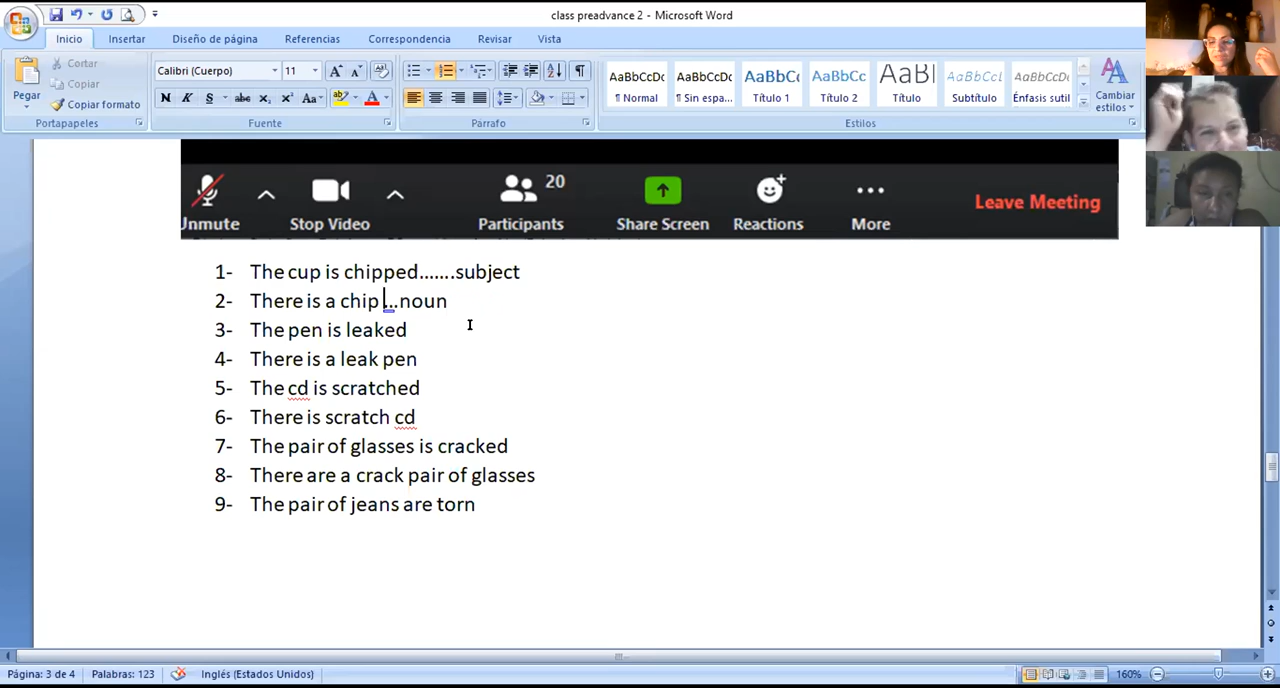 class preadvance 2 - Microsoft Word
Inicio Insertar Diseño de página Referencias Correspondencia Revisar Vista
Cortar
Copiar
Pegar
Copiar formato
Portapapeles
Calibri (Cuerpo) 11
N K S abc x₂ x² Aa
Fuente
Párrafo
AaBbCcDc AaBbCcDc AaBbCc AaBbCc AaBl AaBbCcL AaBbCcDc
¶ Normal ¶ Sin espa... Título 1 Título 2 Título Subtítulo Énfasis sutil
Cambiar estilos
Estilos
20
Unmute Stop Video Participants Share Screen Reactions More Leave Meeting
1- The cup is chipped.......subject
2- There is a chip ...noun
3- The pen is leaked
4- There is a leak pen
5- The cd is scratched
6- There is scratch cd
7- The pair of glasses is cracked
8- There are a crack pair of glasses
9- The pair of jeans are torn
Página: 3 de 4 Palabras: 123 Inglés (Estados Unidos) 160%